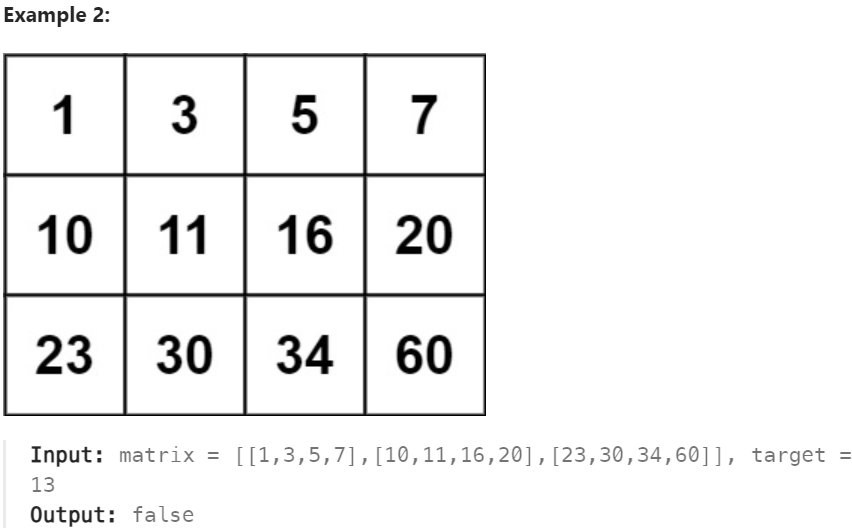 Example 2:
1 3 5 7
10 11 16 20
23 30 34 60
Input: matrix = [[1,3,5,7],[10,11,16,20],[23,30,34,60]], target =
13
Output: false